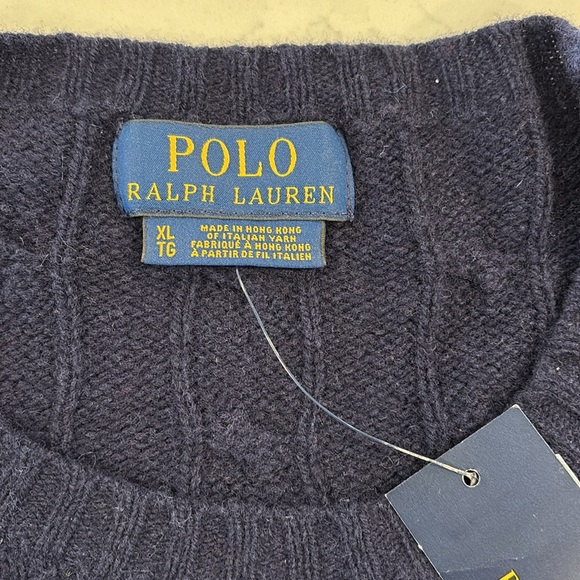 POLO
RALPH LAUREN
XL
TG
MADE IN HONG KONG
OF ITALIAN YARN
FABRIQUÉ À HONG KONG
À PARTIR DE FIL ITALIEN